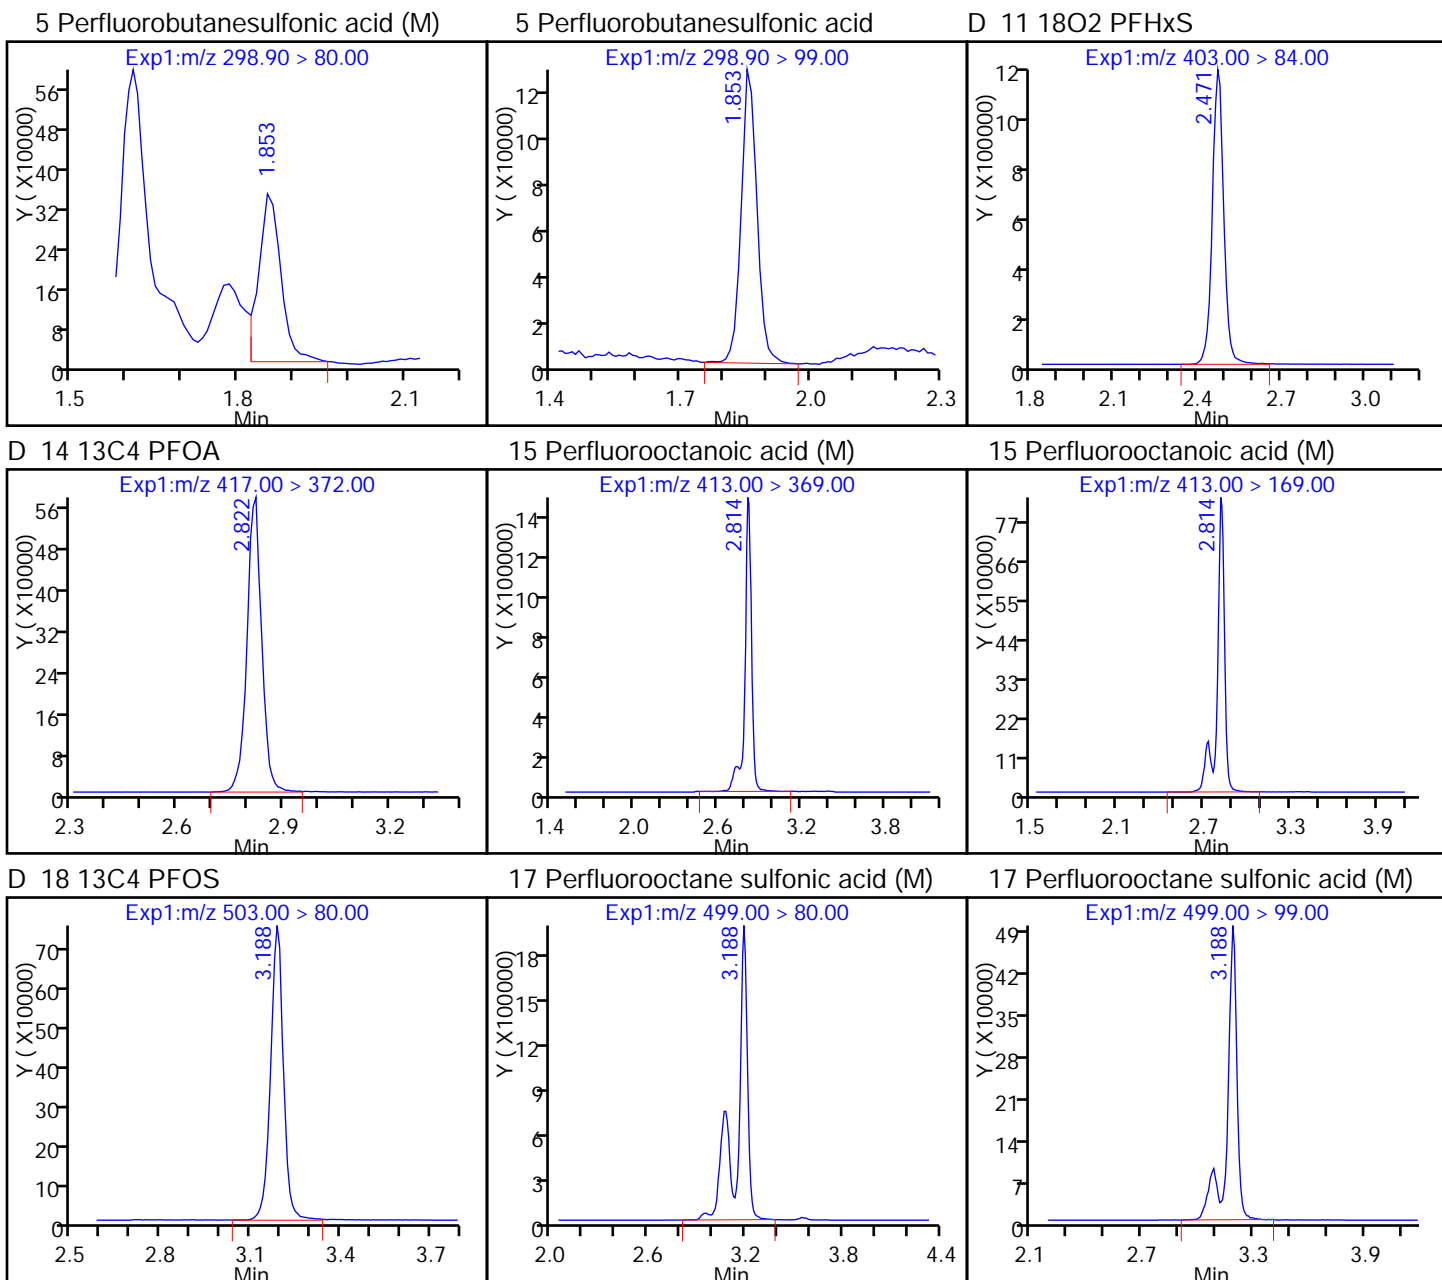 5 Perfluorobutanesulfonic acid (M)
Exp1:m/z 298.90 > 80.00
1.853
Y ( X10000)
56
48
40
32
24
16
8
0
1.5 1.8 2.1
Min
5 Perfluorobutanesulfonic acid
Exp1:m/z 298.90 > 99.00
1.853
Y ( X10000)
12
10
8
6
4
2
0
1.4 1.7 2.0 2.3
Min
D 11 18O2 PFHxS
Exp1:m/z 403.00 > 84.00
2.471
Y ( X100000)
12
10
8
6
4
2
0
1.8 2.1 2.4 2.7 3.0
Min
D 14 13C4 PFOA
Exp1:m/z 417.00 > 372.00
2.822
Y ( X10000)
56
48
40
32
24
16
8
0
2.3 2.6 2.9 3.2
Min
15 Perfluorooctanoic acid (M)
Exp1:m/z 413.00 > 369.00
2.814
Y ( X100000)
14
12
10
8
6
4
2
0
1.4 2.0 2.6 3.2 3.8
Min
15 Perfluorooctanoic acid (M)
Exp1:m/z 413.00 > 169.00
2.814
Y ( X10000)
77
66
55
44
33
22
11
0
1.5 2.1 2.7 3.3 3.9
Min
D 18 13C4 PFOS
Exp1:m/z 503.00 > 80.00
3.188
Y ( X10000)
70
60
50
40
30
20
10
0
2.5 2.8 3.1 3.4 3.7
Min
17 Perfluorooctane sulfonic acid (M)
Exp1:m/z 499.00 > 80.00
3.188
Y ( X100000)
18
15
12
9
6
3
0
2.0 2.6 3.2 3.8 4.4
Min
17 Perfluorooctane sulfonic acid (M)
Exp1:m/z 499.00 > 99.00
3.188
Y ( X10000)
49
42
35
28
21
14
7
0
2.1 2.7 3.3 3.9
Min